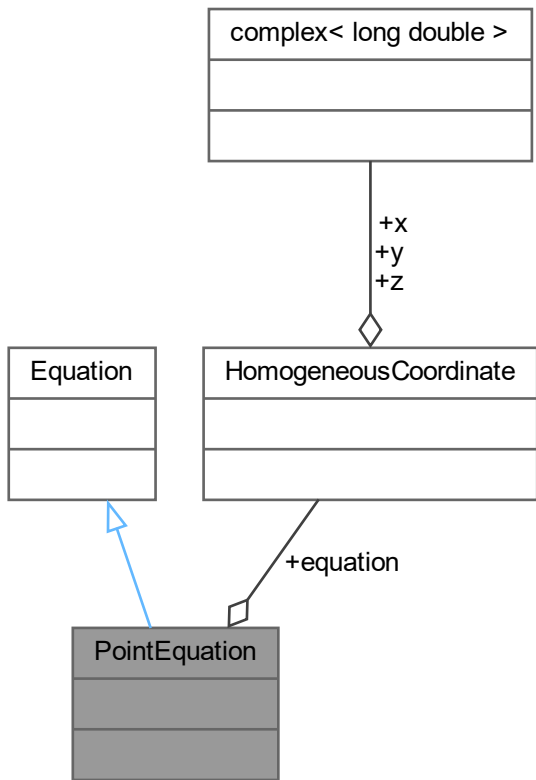 complex< long double >
+x
+y
+z
Equation
HomogeneousCoordinate
+equation
PointEquation